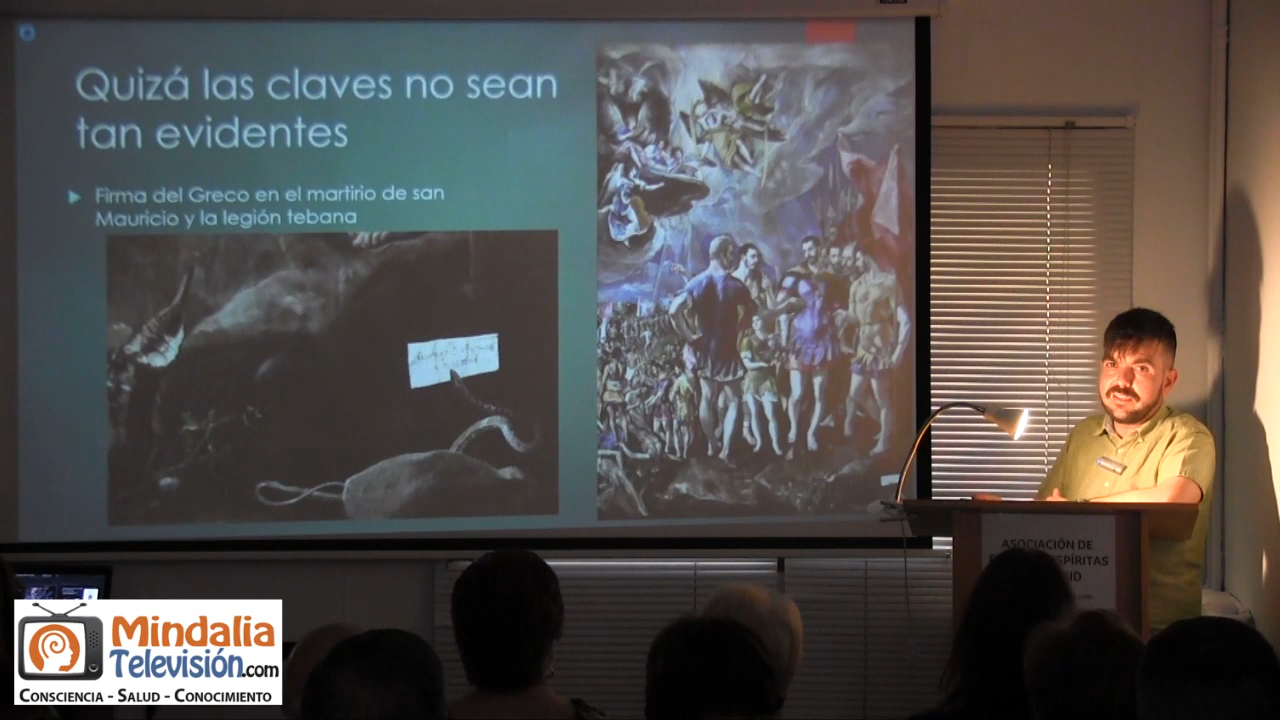 Quizá las claves no sean
tan evidentes
Firma del Greco en el martirio de san
Mauricio y la legión tebana
ASOCIACIÓN DE
Mindalia
Televisión.com
CONSCIENCIA - SALUD - CONOCIMIENTO